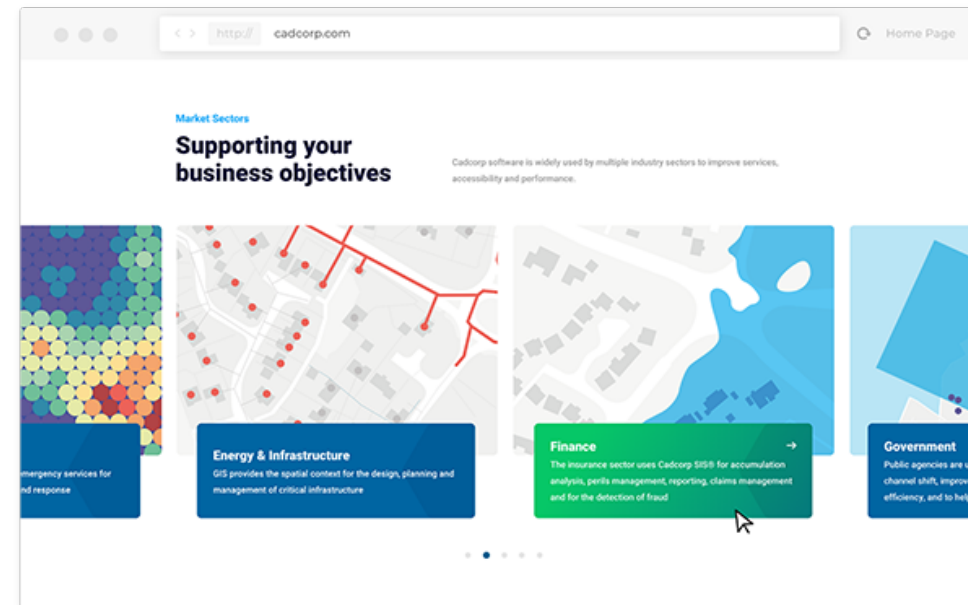 http:// cadcorp.com Home Page
Market Sectors
Supporting your
business objectives
Cadcorp software is widely used by multiple industry sectors to improve services,
accessibility and performance.
emergency services for
nd response
Energy & Infrastructure
GIS provides the spatial context for the design, planning and
management of critical infrastructure
Finance
The insurance sector uses Cadcorp SIS® for accumulation
analysis, perils management, reporting, claims management
and for the detection of fraud
Government
Public agencies are u
channel shift, improv
efficiency, and to help